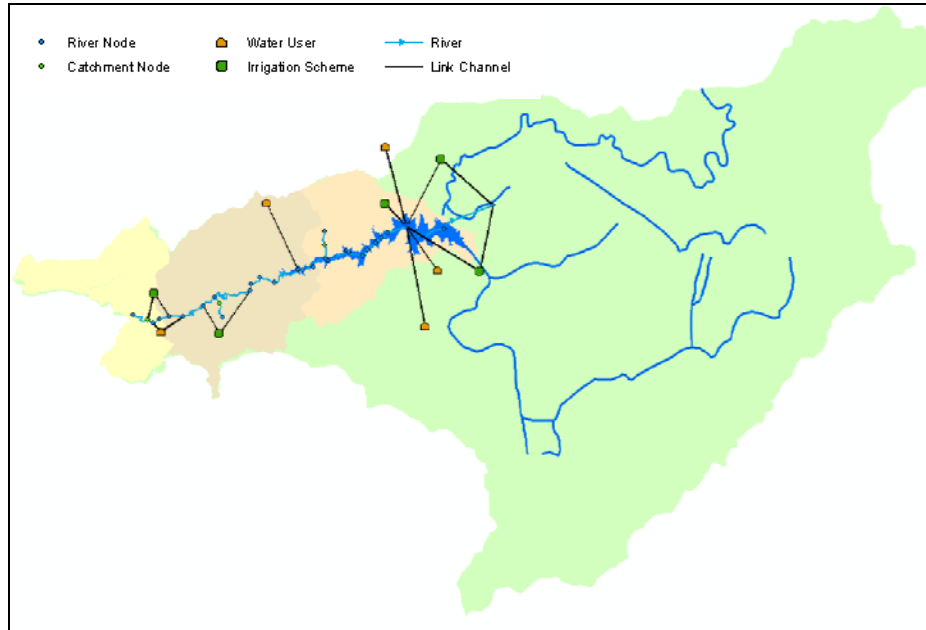 River Node Water User River
Catchment Node Irrigation Scheme Link Channel